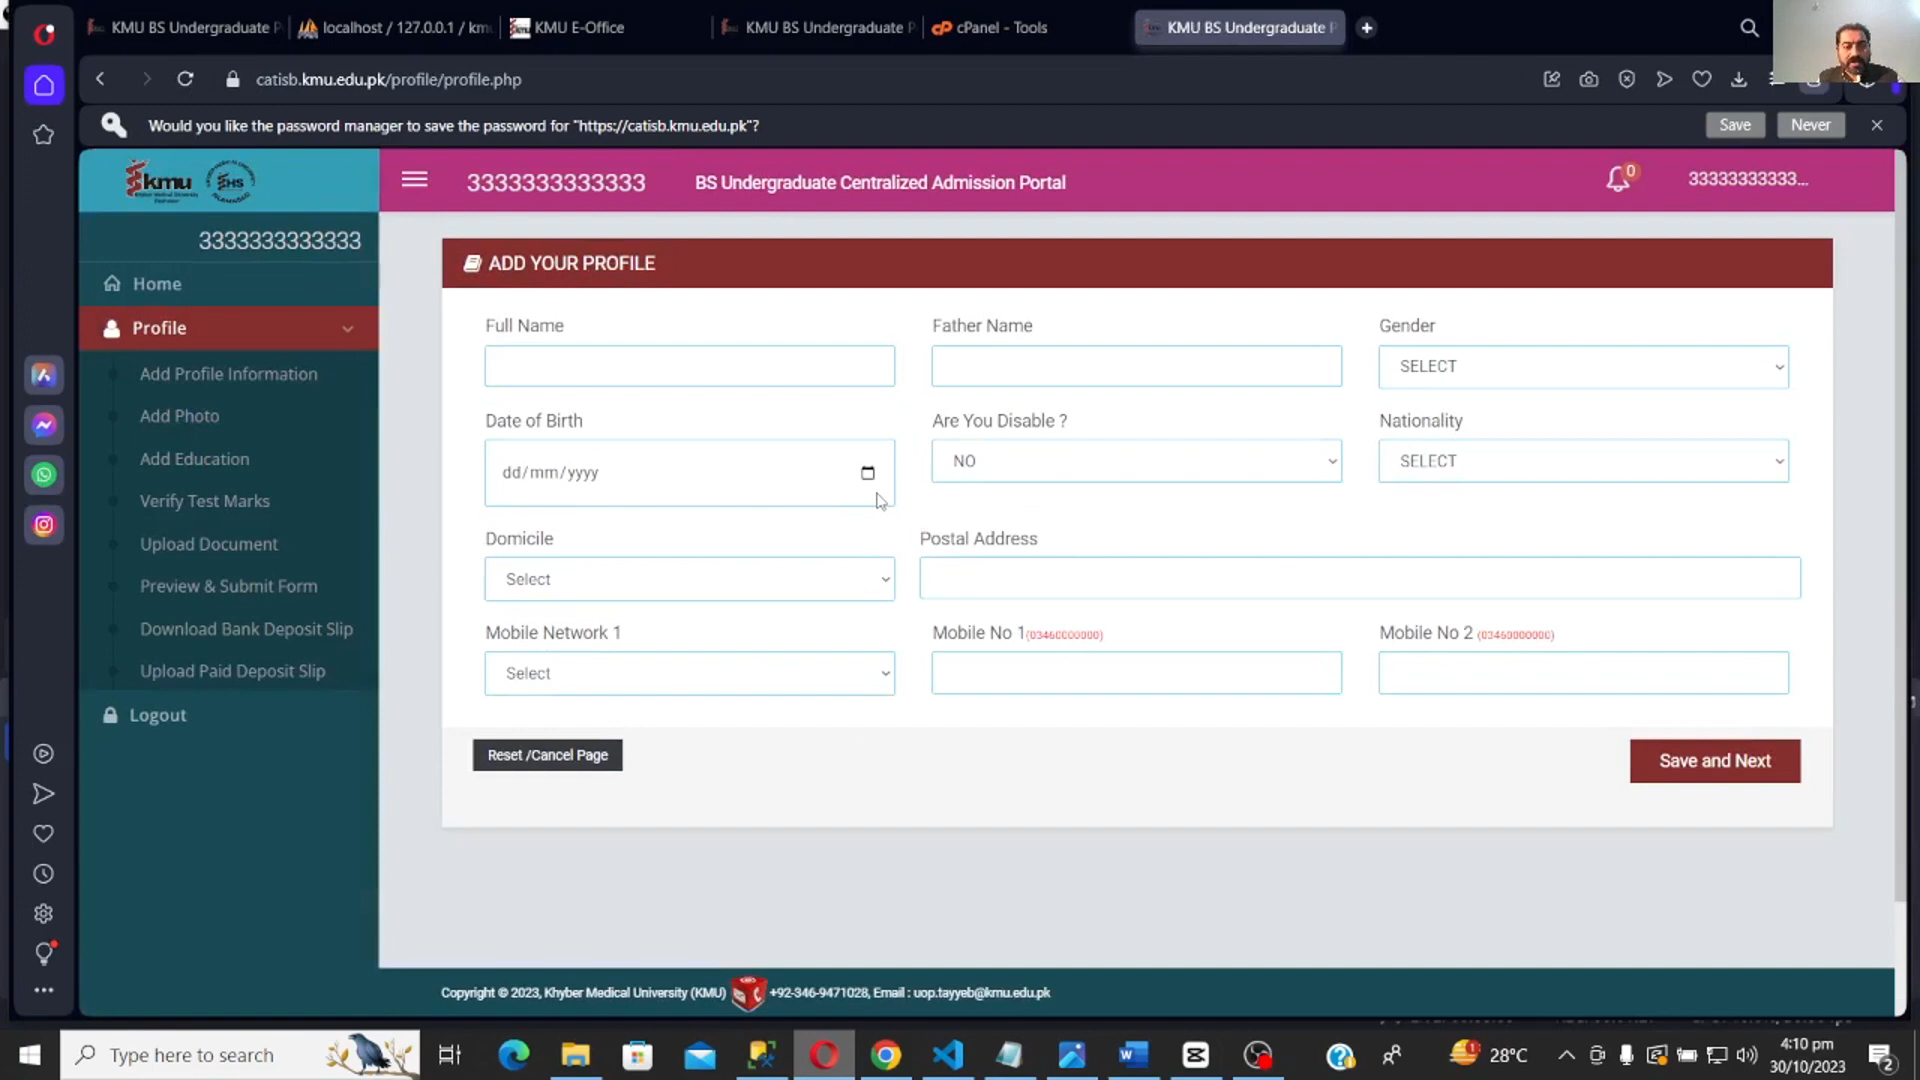 KMU BS Undergraduate P
localhost / 127.0.0.1 / kmu
KMU E-Office
KMU BS Undergraduate P
cPanel - Tools
KMU BS Undergraduate P
catisb.kmu.edu.pk/profile/profile.php
Would you like the password manager to save the password for "https://catisb.kmu.edu.pk"?
Save
Never
kmu
3333333333333
BS Undergraduate Centralized Admission Portal
0
33333333333...
3333333333333
Home
Profile
Add Profile Information
Add Photo
Add Education
Verify Test Marks
Upload Document
Preview & Submit Form
Download Bank Deposit Slip
Upload Paid Deposit Slip
Logout
ADD YOUR PROFILE
Full Name
Father Name
Gender
SELECT
Date of Birth
Are You Disable ?
Nationality
dd/mm/yyyy
NO
SELECT
Domicile
Postal Address
Select
Mobile Network 1
Mobile No 1(03460000000)
Mobile No 2 (03460000000)
Select
Reset /Cancel Page
Save and Next
Copyright © 2023, Khyber Medical University (KMU)
+92-346-9471028, Email : uop.tayyeb@kmu.edu.pk
Type here to search
28°C
4:10 pm
30/10/2023
2